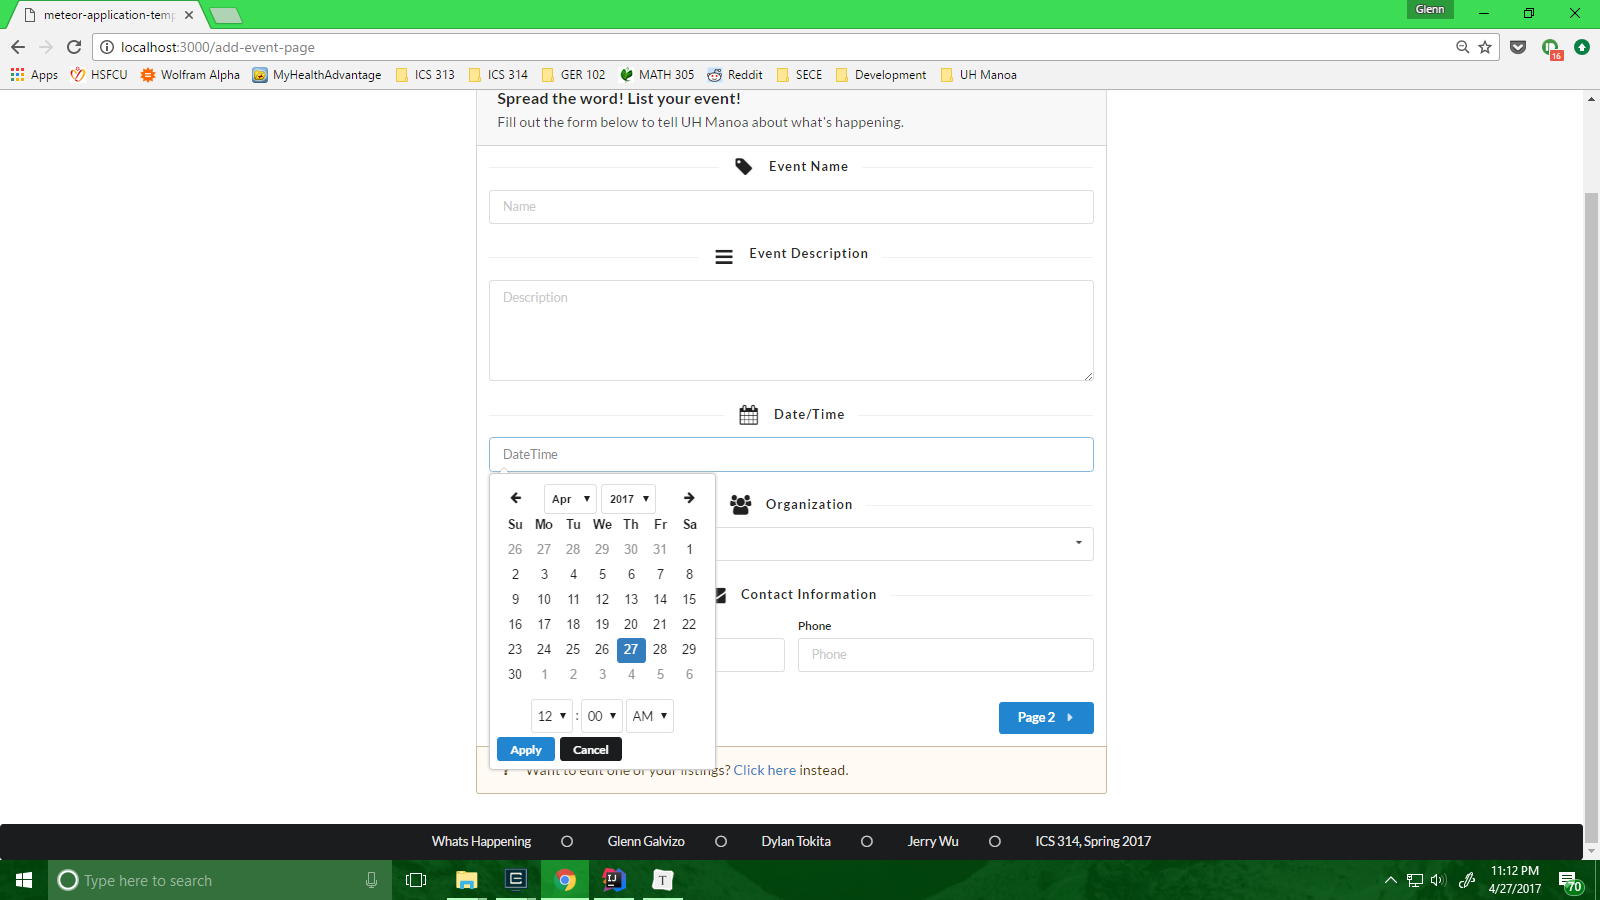 meteor-application-temp
Glenn
localhost:3000/add-event-page
Apps HSFCU Wolfram Alpha MyHealthAdvantage ICS 313 ICS 314 GER 102 MATH 305 Reddit SECE Development UH Manoa
16
Spread the word! List your event!
Fill out the form below to tell UH Manoa about what's happening.
Event Name
Name
Event Description
Description
Date/Time
DateTime
Apr 2017
Su Mo Tu We Th Fr Sa
26 27 28 29 30 31 1
2 3 4 5 6 7 8
9 10 11 12 13 14 15
16 17 18 19 20 21 22
23 24 25 26 27 28 29
30 1 2 3 4 5 6
12 : 00 AM
Apply Cancel
Organization
Contact Information
Phone
Phone
Page 2
? Want to edit one of your listings? Click here instead.
Whats Happening Glenn Galvizo Dylan Tokita Jerry Wu ICS 314, Spring 2017
Type here to search
IJ
T
11:12 PM
4/27/2017
70